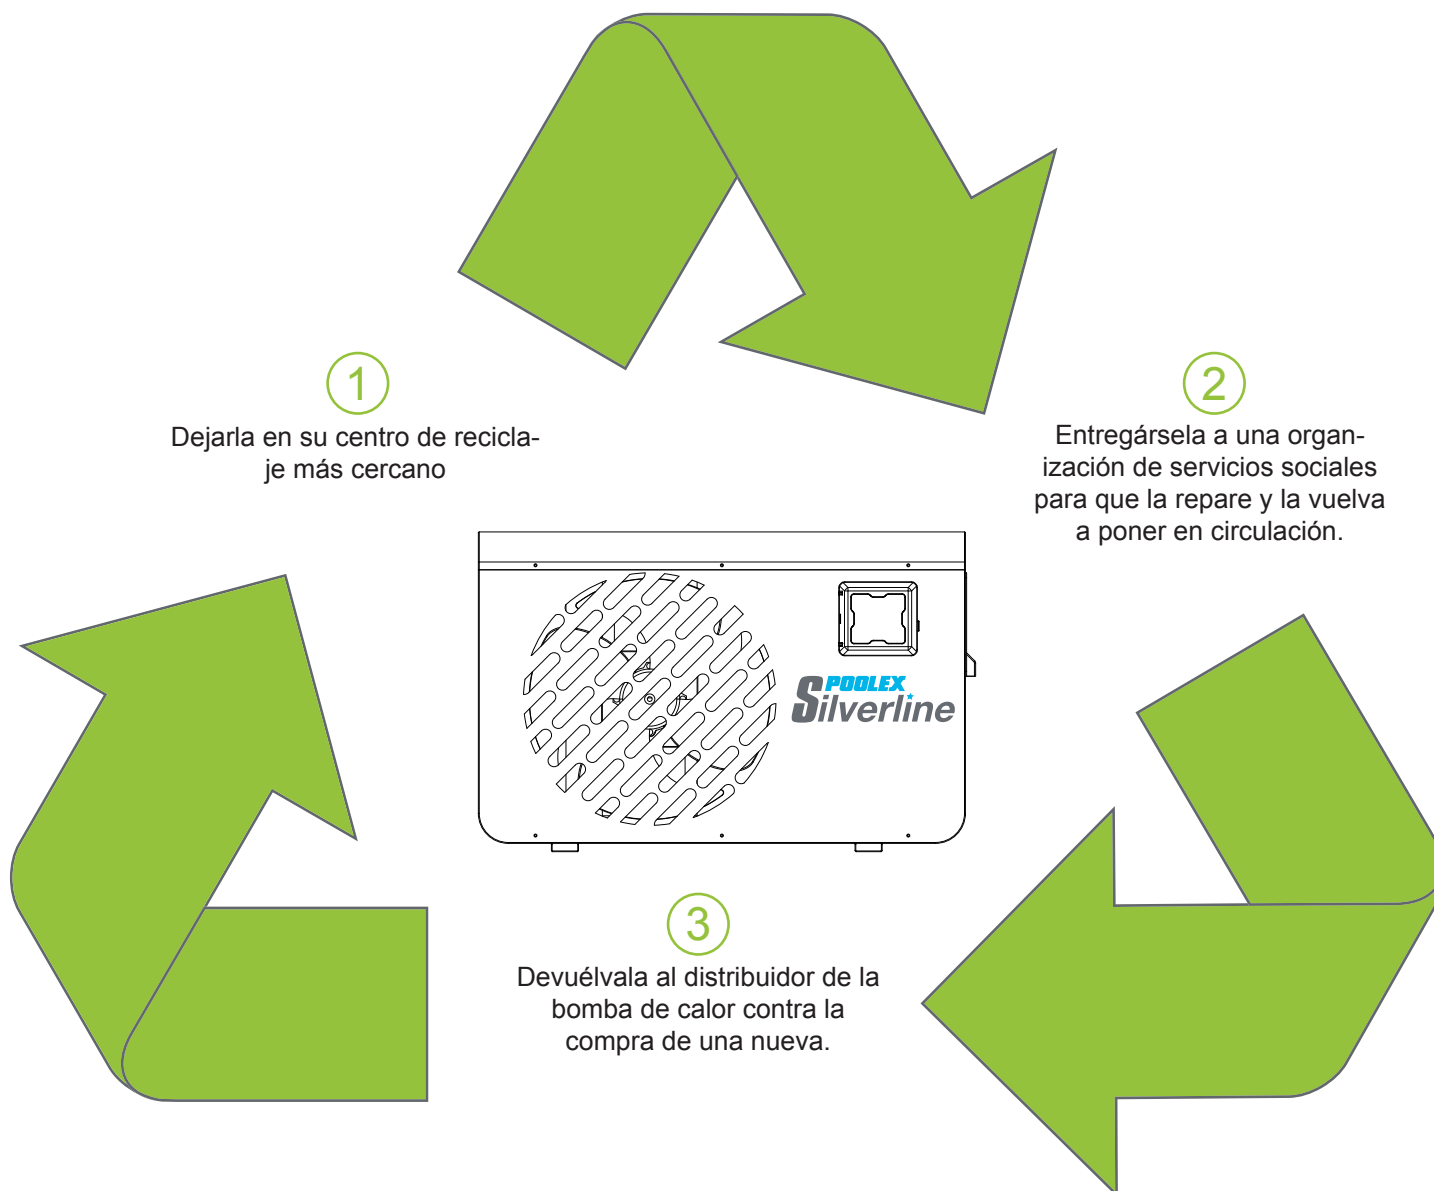 1
Dejarla en su centro de recicla-
je más cercano
2
Entregársela a una organ-
ización de servicios sociales
para que la repare y la vuelva
a poner en circulación.
POOLEX
Silverline
3
Devuélvala al distribuidor de la
bomba de calor contra la
compra de una nueva.